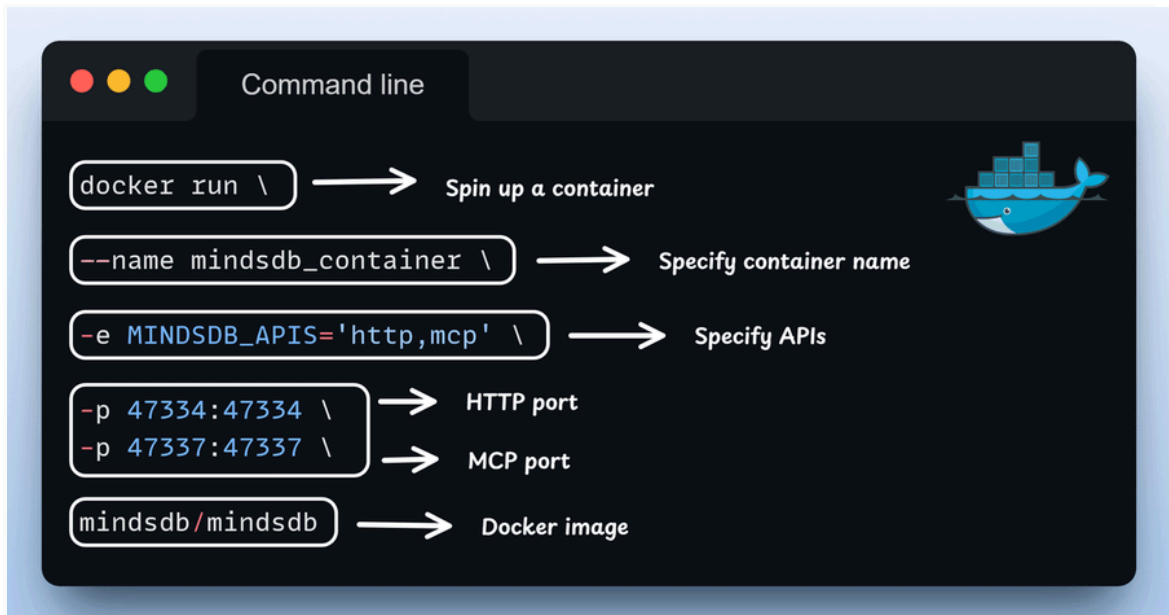 Command line
docker run \
Spin up a container
--name mindsdb_container \
Specify container name
-e MINDSDB_APIS='http,mcp' \
Specify APIs
-p 47334:47334 \
HTTP port
-p 47337:47337 \
MCP port
mindsdb/mindsdb
Docker image